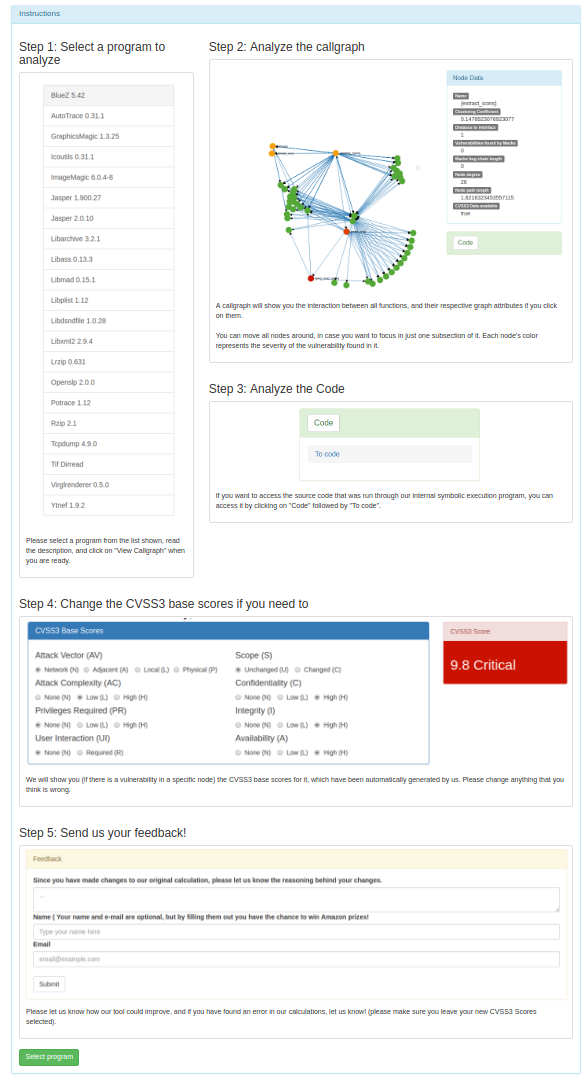 Instructions
Step 1: Select a program to
analyze
BlueZ 5.42
AutoTrace 0.31.1
GraphicsMagic 1.3.25
Icoutils 0.31.1
ImageMagic 6.0.4-8
Jasper 1.900.27
Jasper 2.0.10
Libarchive 3.2.1
Libass 0.13.3
Libmad 0.15.1
Libplist 1.12
Libdsndfile 1.0.28
Libxml2 2.9.4
Lrzip 0.631
Openslp 2.0.0
Potrace 1.12
Rzip 2.1
Tcpdump 4.9.0
Tif Dirread
Virglrenderer 0.5.0
Ytnef 1.9.2
Please select a program from the list shown, read
the description, and click on "View Callgraph" when
you are ready.
Step 2: Analyze the callgraph
Node Data
Name
(extract_icons)
Clustering Coefficient
0.1476923076923077
Distance to interface
1
Vulnerabilities found by Macke
0
Macke bug chain length
0
Node degree
26
Node path length
1.9216323453557115
CVSS3 Data available
true
Code
A callgraph will show you the interaction between all functions, and their respective graph attributes if you click
on them.
You can move all nodes around, in case you want to focus in just one subsection of it. Each node's color
represents the severity of the vulnerability found in it.
Step 3: Analyze the Code
Code
To code
If you want to access the source code that was run through our internal symbolic execution program, you can
access it by clicking on "Code" followed by "To code".
Step 4: Change the CVSS3 base scores if you need to
CVSS3 Base Scores
Attack Vector (AV)
Network (N) Adjacent (A) Local (L) Physical (P)
Attack Complexity (AC)
None (N) Low (L) High (H)
Privileges Required (PR)
None (N) Low (L) High (H)
User Interaction (UI)
None (N) Required (R)
Scope (S)
Unchanged (U) Changed (C)
Confidentiality (C)
None (N) Low (L) High (H)
Integrity (I)
None (N) Low (L) High (H)
Availability (A)
None (N) Low (L) High (H)
CVSS3 Score
9.8 Critical
We will show you (if there is a vulnerability in a specific node) the CVSS3 base scores for it, which have been automatically generated by us. Please change anything that you
think is wrong.
Step 5: Send us your feedback!
Feedback
Since you have made changes to our original calculation, please let us know the reasoning behind your changes.
...
Name ( Your name and e-mail are optional, but by filling them out you have the chance to win Amazon prizes!
Type your name here
Email
email@example.com
Submit
Please let us know how our tool could improve, and if you have found an error in our calculations, let us know! (please make sure you leave your new CVSS3 Scores
selected).
Select program